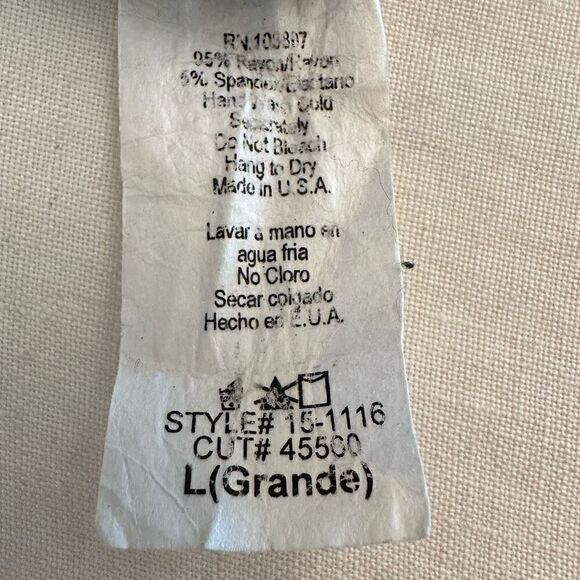 RN.100807
95% Rayon/Rayon
5% Spandex/Elastano
Hand Wash Cold
Separately
Do Not Bleach
Hang to Dry
Made in U.S.A.
Lavar a mano en
agua fria
No Cloro
Secar colgado
Hecho en E.U.A.
STYLE# 15-1116
CUT# 45500
L(Grande)